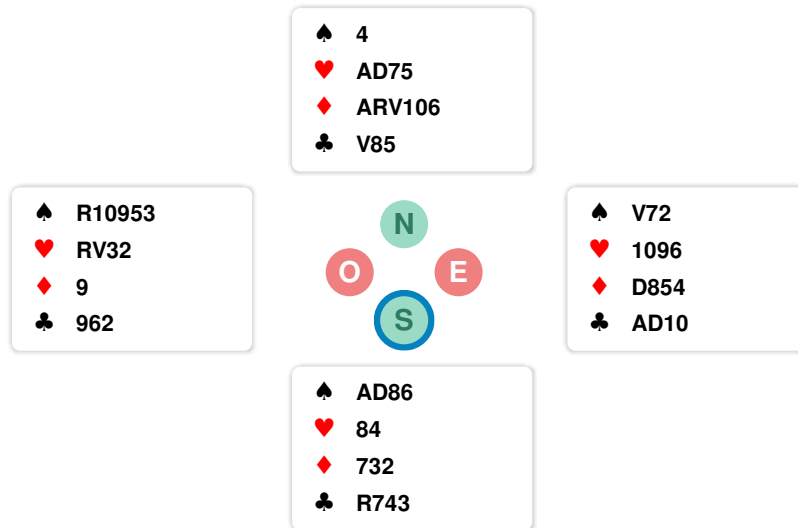 ♠ 4
♥ AD75
♦ ARV106
♣ V85
♠ R10953
♥ RV32
♦ 9
♣ 962
N
O E
S
♠ V72
♥ 1096
♦ D854
♣ AD10
♠ AD86
♥ 84
♦ 732
♣ R743